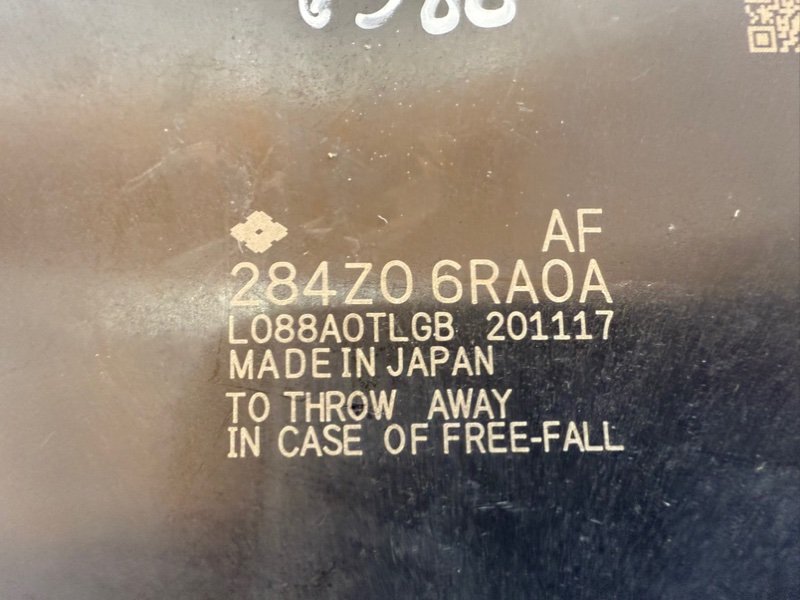 AF
284Z0 6RA0A
L088A0TLGB 201117
MADE IN JAPAN
TO THROW AWAY
IN CASE OF FREE-FALL